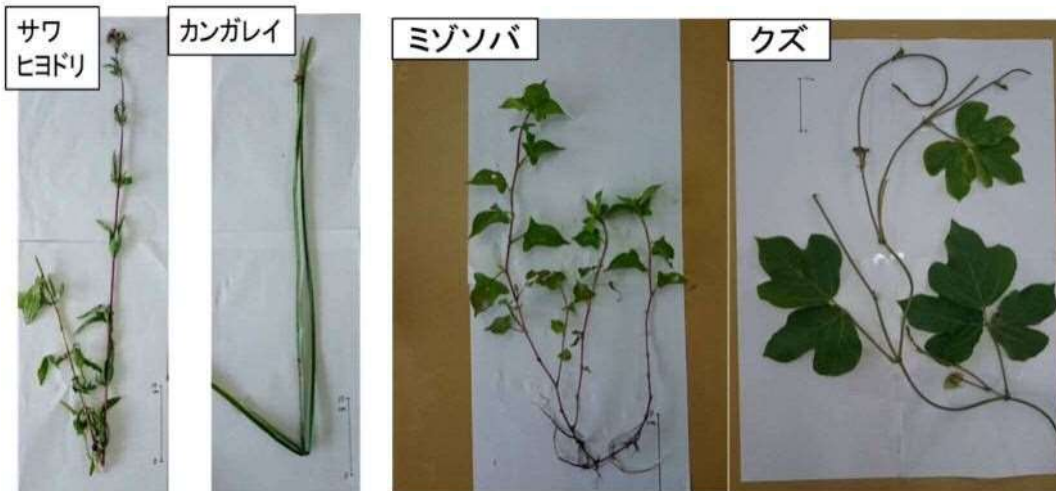 サワ
ヒヨドリ
カンガレイ
ミゾソバ
クズ